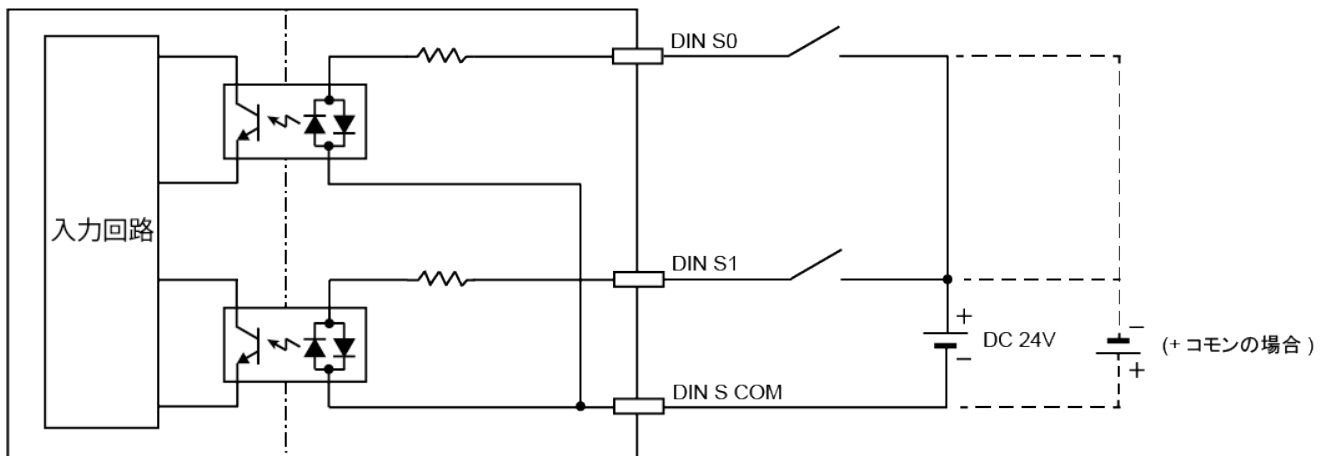 DIN S0
入力回路
DIN S1
+
DC 24V
−
−
(+ コモンの場合 )
+
DIN S COM